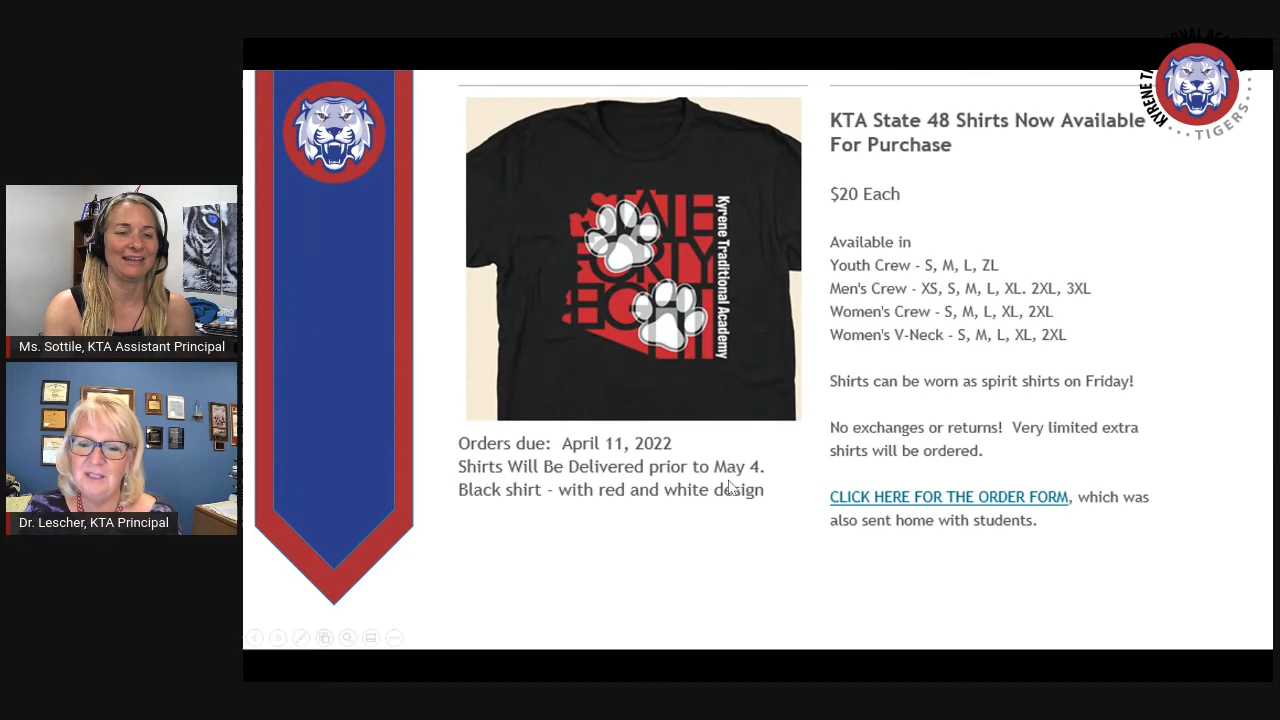 KTA State 48 Shirts Now Available
For Purchase
$20 Each
Available in
Youth Crew - S, M, L, ZL
Men's Crew - XS, S, M, L, XL. 2XL, 3XL
Women's Crew - S, M, L, XL, 2XL
Women's V-Neck - S, M, L, XL, 2XL
Shirts can be worn as spirit shirts on Friday!
No exchanges or returns! Very limited extra
shirts will be ordered.
CLICK HERE FOR THE ORDER FORM, which was
also sent home with students.
STATE
FORTY
EIGHT
Kyrene Traditional Academy
Orders due: April 11, 2022
Shirts Will Be Delivered prior to May 4.
Black shirt - with red and white design
Ms. Sottile, KTA Assistant Principal
Dr. Lescher, KTA Principal
TIGERS